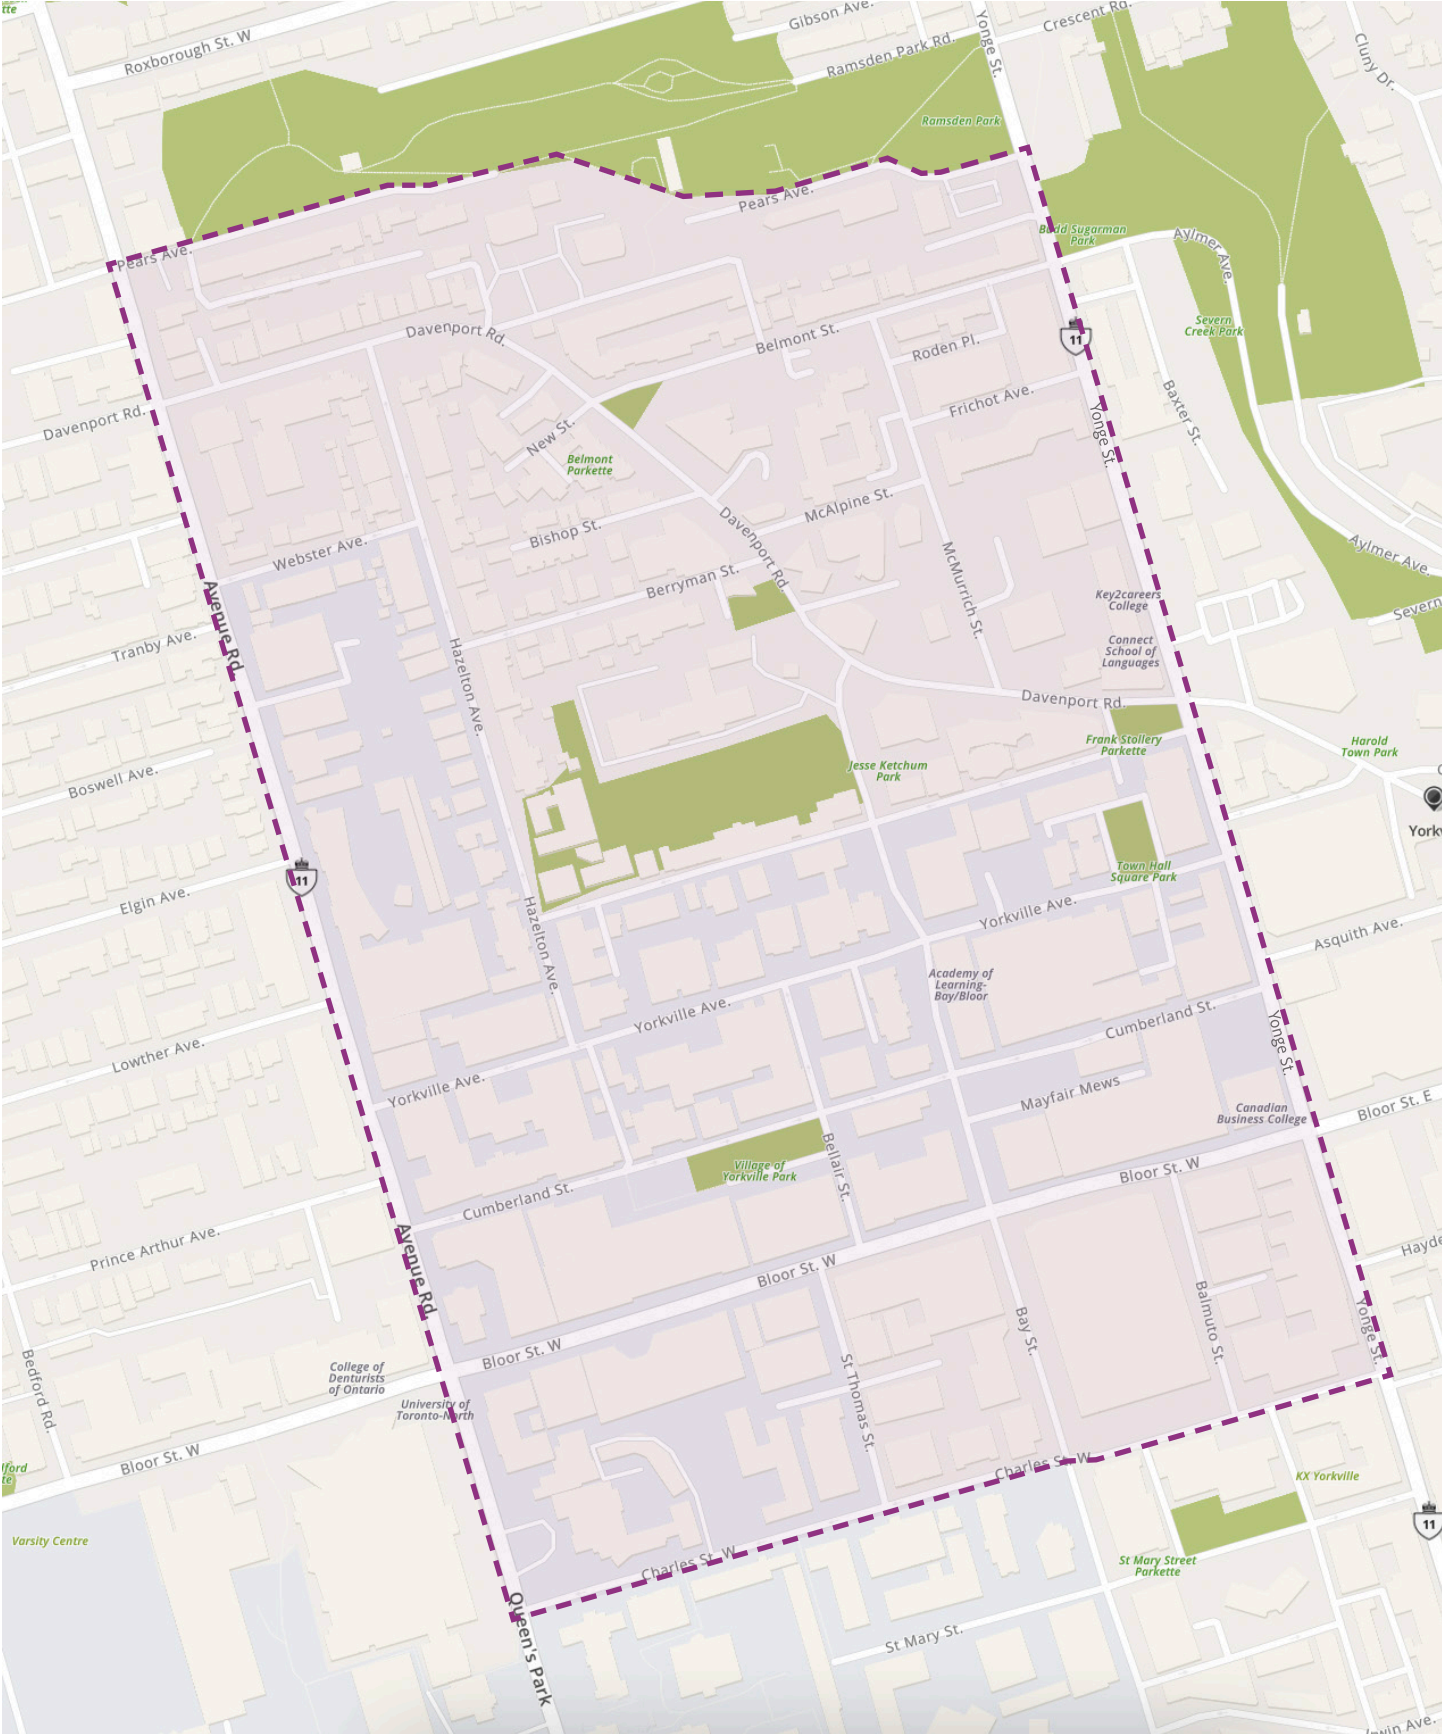 tte
Roxborough St. W
Gibson Ave.
Yonge St.
Crescent Rd.
Ramsden Park Rd.
Cluny Dr.
Ramsden Park
Pears Ave.
Budd Sugarman
Park
Aylmer Ave.
Pears Ave.
Severn
Creek Park
Davenport Rd.
Belmont St.
Roden Pl.
11
Frichot Ave.
Baxter St.
Davenport Rd.
Yonge St.
New St.
Belmont
Parkette
McAlpine St.
Bishop St.
Davenport Rd.
Webster Ave.
Aylmer Ave.
Berryman St.
McMurrich St.
Key2careers
College
Severn
Avenue Rd.
Tranby Ave.
Connect
School of
Languages
Hazelton Ave.
Davenport Rd.
Frank Stollery
Parkette
Harold
Town Park
Jesse Ketchum
Park
Boswell Ave.
Yorkv
Town Hall
Square Park
11
Elgin Ave.
Yorkville Ave.
Hazelton Ave.
Asquith Ave.
Academy of
Learning-
Bay/Bloor
Yorkville Ave.
Cumberland St.
Yonge St.
Lowther Ave.
Yorkville Ave.
Mayfair Mews
Canadian
Business College
Bloor St. E
Bellair St.
Village of
Yorkville Park
Bloor St. W
Cumberland St.
Prince Arthur Ave.
Avenue Rd.
Bloor St. W
Hayde
Balmuto St.
Yonge St.
Bay St.
Bloor St. W
St Thomas St.
Bedford Rd.
College of
Denturists
of Ontario
University of
Toronto-North
Bloor St. W
Charles St. W
lford
te
KX Yorkville
11
Varsity Centre
Charles St. W
St Mary Street
Parkette
Queen's Park
St Mary St.
Irwin Ave.